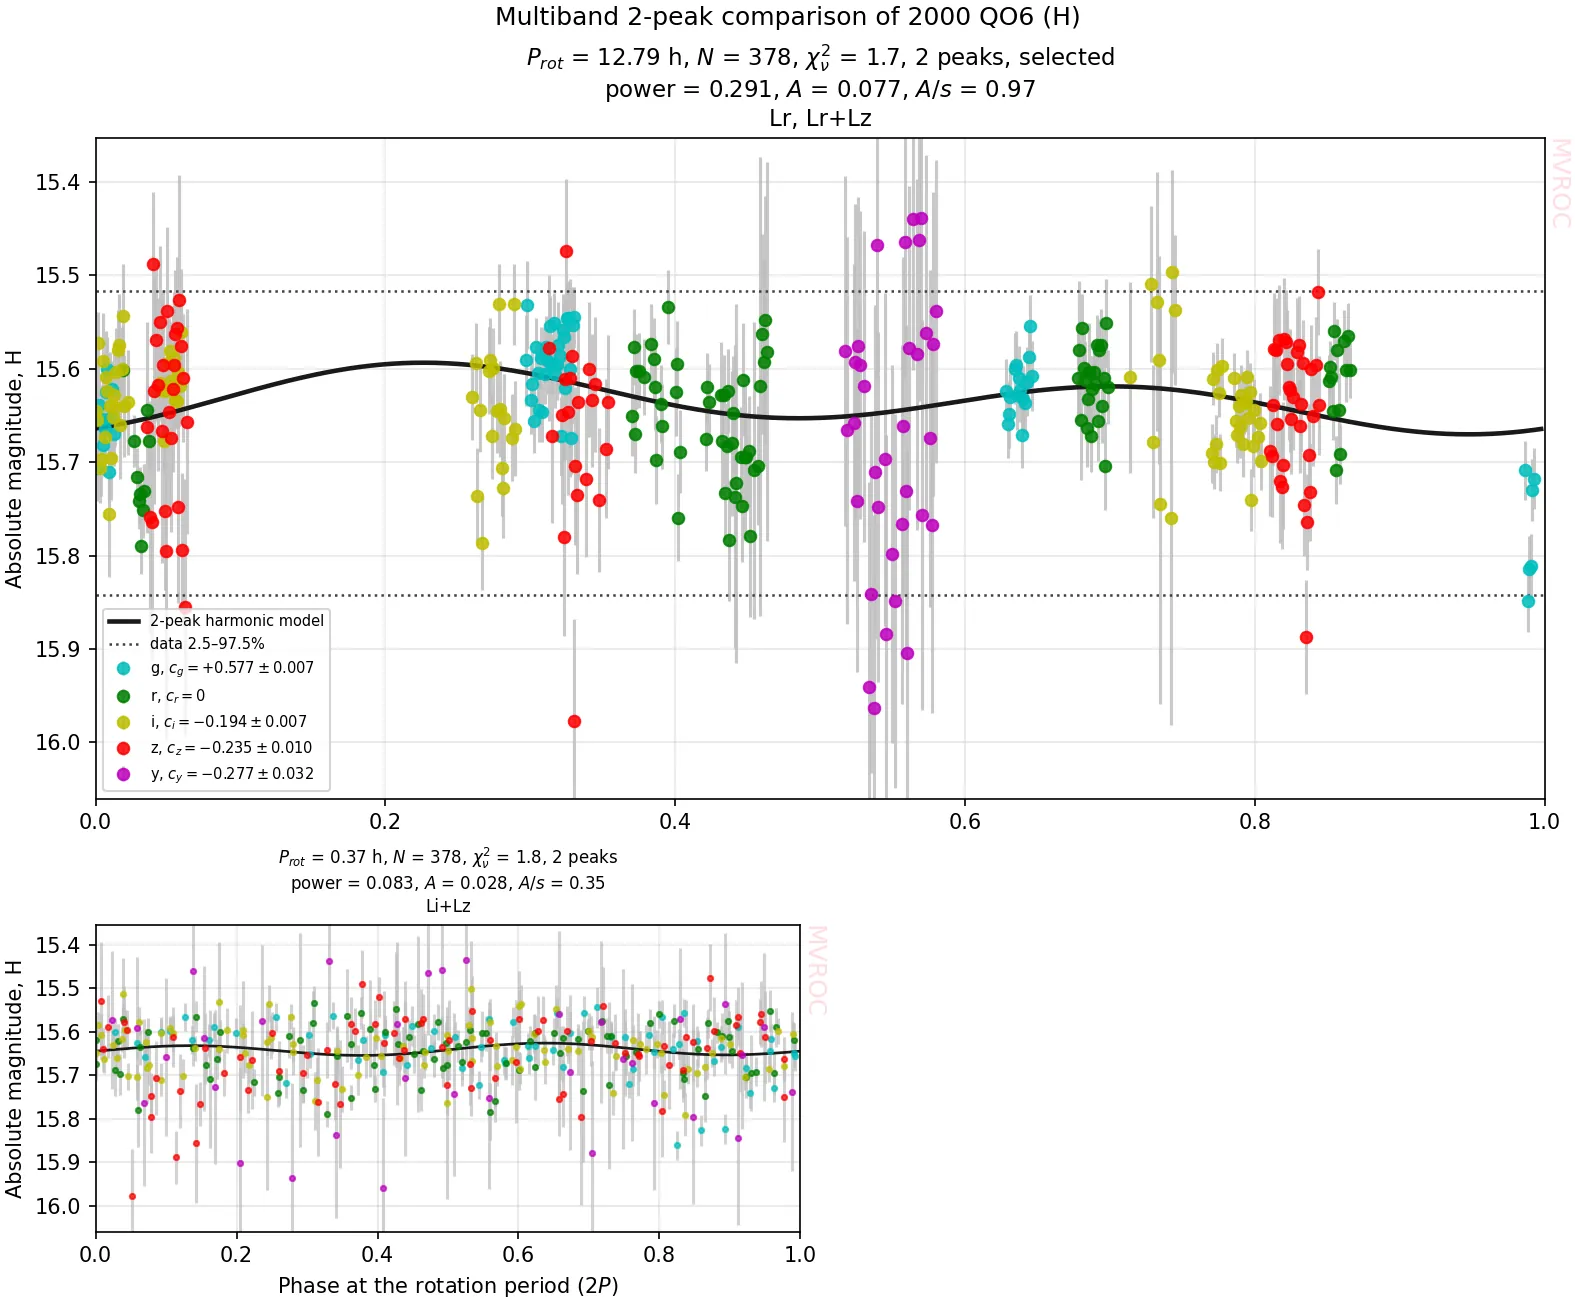 Multiband 2-peak comparison of 2000 QO6 (H)
P_rot = 12.79 h, N = 378, χ²_ν = 1.7, 2 peaks, selected
power = 0.291, A = 0.077, A/s = 0.97
Lr, Lr+Lz
MVROC
Absolute magnitude, H
15.4
15.5
15.6
15.7
15.8
15.9
16.0
2-peak harmonic model
data 2.5–97.5%
g, c_g = +0.577 ± 0.007
r, c_r = 0
i, c_i = −0.194 ± 0.007
z, c_z = −0.235 ± 0.010
y, c_y = −0.277 ± 0.032
0.0 0.2 0.4 0.6 0.8 1.0
P_rot = 0.37 h, N = 378, χ²_ν = 1.8, 2 peaks
power = 0.083, A = 0.028, A/s = 0.35
Li+Lz
MVROC
Absolute magnitude, H
15.4
15.5
15.6
15.7
15.8
15.9
16.0
0.0 0.2 0.4 0.6 0.8 1.0
Phase at the rotation period (2P)